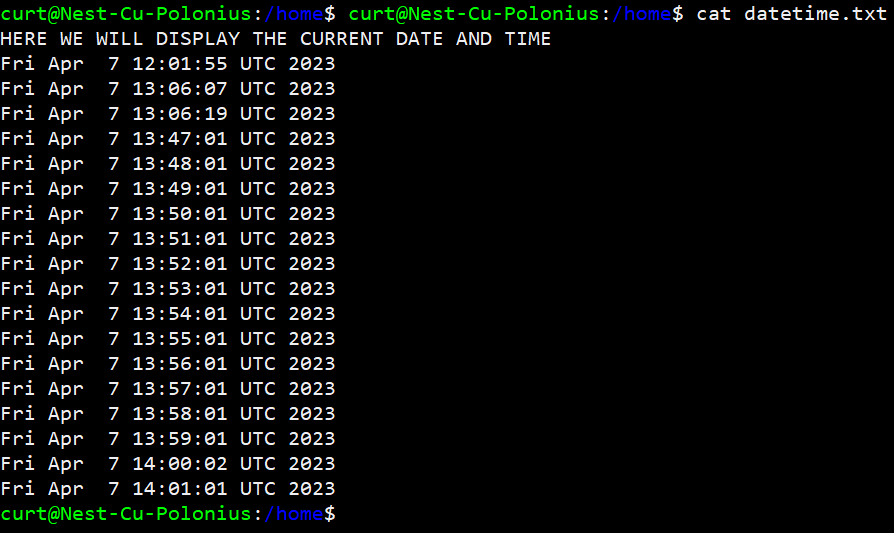 curt@Nest-Cu-Polonius:/home$ curt@Nest-Cu-Polonius:/home$ cat datetime.txt
HERE WE WILL DISPLAY THE CURRENT DATE AND TIME
Fri Apr  7 12:01:55 UTC 2023
Fri Apr  7 13:06:07 UTC 2023
Fri Apr  7 13:06:19 UTC 2023
Fri Apr  7 13:47:01 UTC 2023
Fri Apr  7 13:48:01 UTC 2023
Fri Apr  7 13:49:01 UTC 2023
Fri Apr  7 13:50:01 UTC 2023
Fri Apr  7 13:51:01 UTC 2023
Fri Apr  7 13:52:01 UTC 2023
Fri Apr  7 13:53:01 UTC 2023
Fri Apr  7 13:54:01 UTC 2023
Fri Apr  7 13:55:01 UTC 2023
Fri Apr  7 13:56:01 UTC 2023
Fri Apr  7 13:57:01 UTC 2023
Fri Apr  7 13:58:01 UTC 2023
Fri Apr  7 13:59:01 UTC 2023
Fri Apr  7 14:00:02 UTC 2023
Fri Apr  7 14:01:01 UTC 2023
curt@Nest-Cu-Polonius:/home$